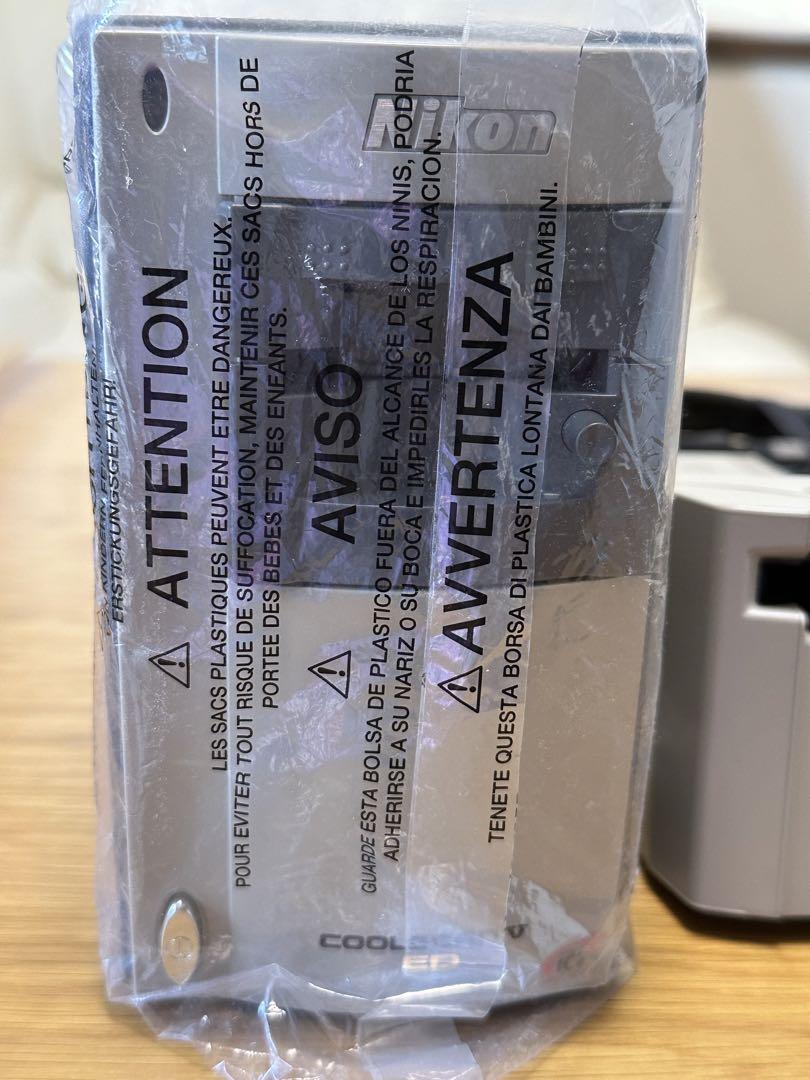 Nikon
ERSTICKUNGSGEFAHR!
ATTENTION
LES SACS PLASTIQUES PEUVENT ETRE DANGEREUX.
POUR EVITER TOUT RISQUE DE SUFFOCATION, MAINTENIR CES SACS HORS DE
PORTEE DES BEBES ET DES ENFANTS.
AVISO
GUARDE ESTA BOLSA DE PLASTICO FUERA DEL ALCANCE DE LOS NINIS, PODRIA
ADHERIRSE A SU NARIZ O SU BOCA E IMPEDIRLES LA RESPIRACION.
AVVERTENZA
TENETE QUESTA BORSA DI PLASTICA LONTANA DAI BAMBINI.
ED